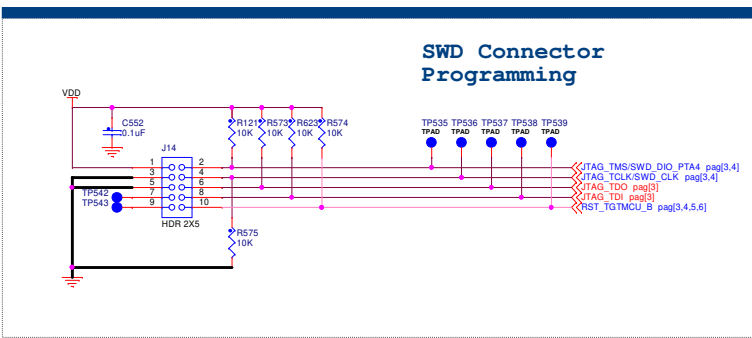 SWD Connector
Programming
VDD
C552
0.1uF
R121
10K
R573
10K
R623
10K
R574
10K
TP535 TP536 TP537 TP538 TP539
TPAD TPAD TPAD TPAD TPAD
J14
1 2
3 4
5 6
7 8
9 10
TP542
TP543
HDR 2X5
R575
10K
JTAG_TMS/SWD_DIO_PTA4 pag[3,4]
JTAG_TCLK/SWD_CLK pag[3,4]
JTAG_TDO pag[3]
JTAG_TDI pag[3]
RST_TGTMCU_B pag[3,4,5,6]